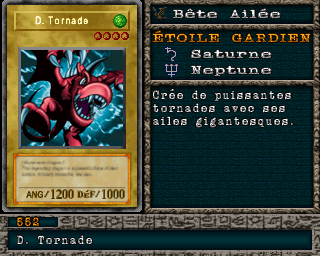 D. Tornade
ANG/1200 DéF/1000
Bête Ailée
ÉTOILE GARDIEN
Saturne
Neptune
Crée de puissantes
tornades avec ses
ailes gigantesques.
552
D. Tornade